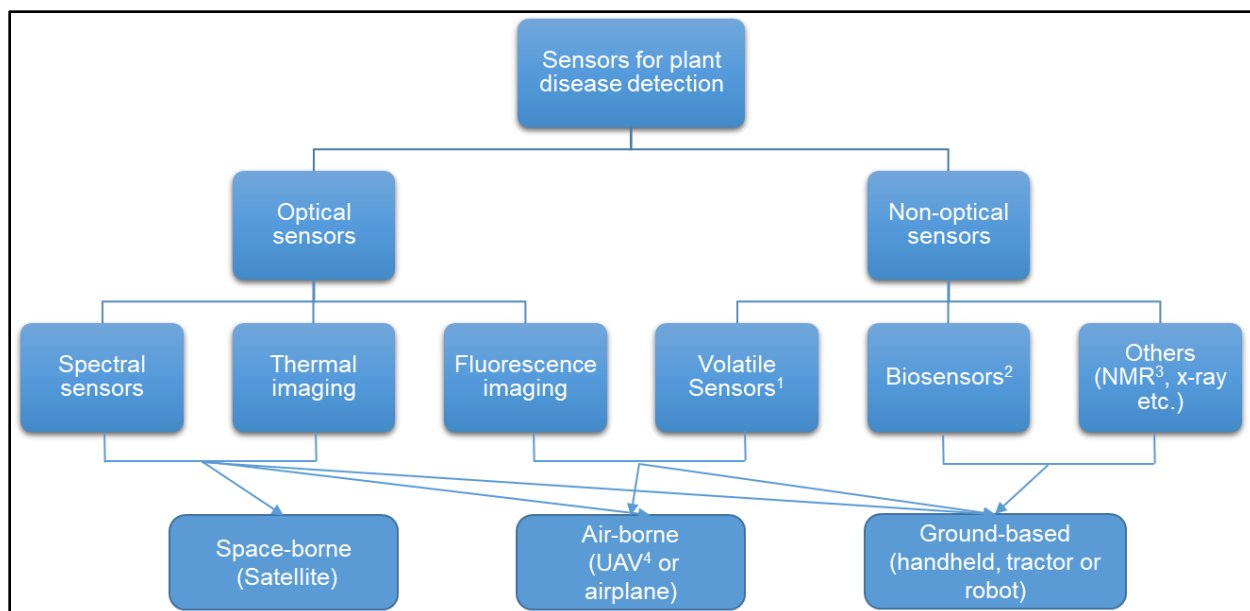 Sensors for plant
disease detection
Optical
sensors
Non-optical
sensors
Spectral
sensors
Thermal
imaging
Fluorescence
imaging
Volatile
Sensors¹
Biosensors²
Others
(NMR³, x-ray
etc.)
Space-borne
(Satellite)
Air-borne
(UAV⁴ or
airplane)
Ground-based
(handheld, tractor or
robot)